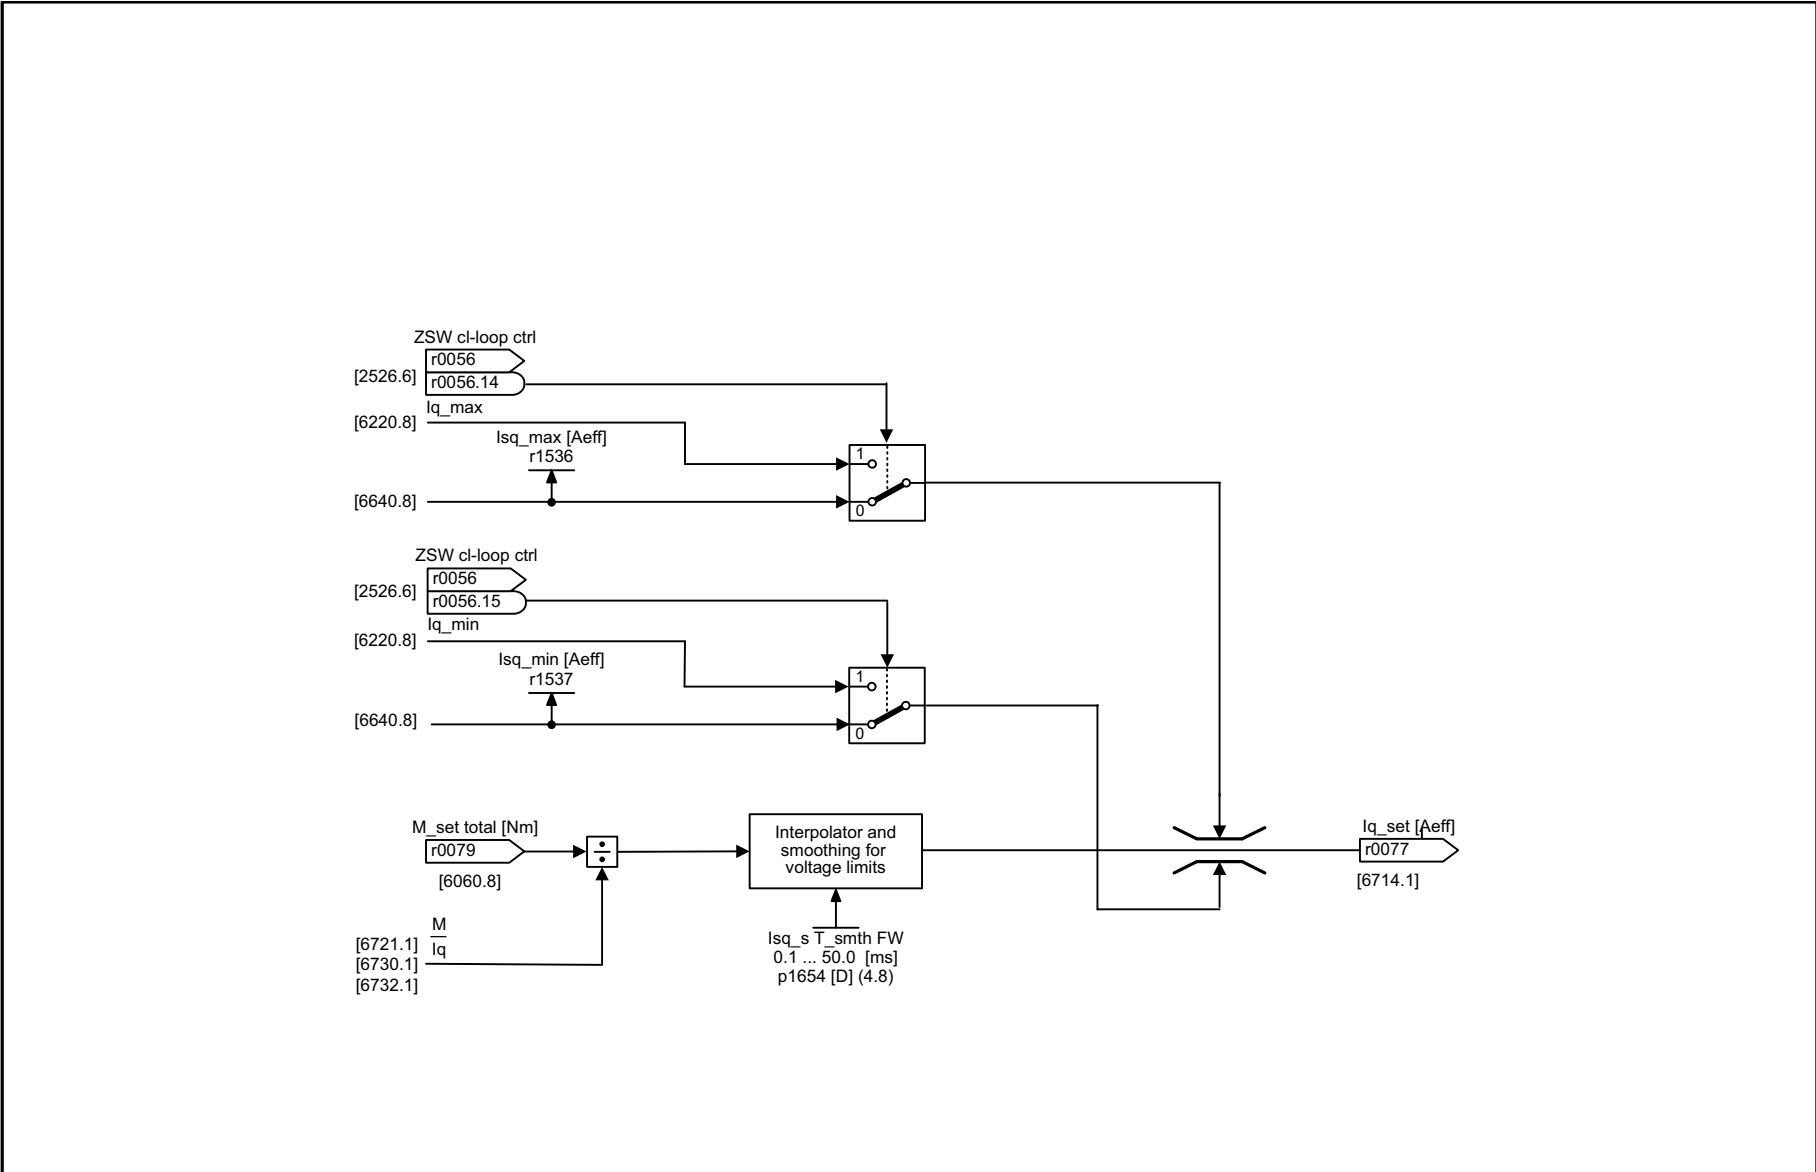 ZSW cl-loop ctrl
r0056
[2526.6]
r0056.14
Iq_max
[6220.8]
Isq_max [Aeff]
r1536
1
[6640.8]
0
ZSW cl-loop ctrl
r0056
[2526.6]
r0056.15
Iq_min
[6220.8]
Isq_min [Aeff]
r1537
1
[6640.8]
0
M_set total [Nm]
r0079
[6060.8]
÷
Interpolator and
smoothing for
voltage limits
Iq_set [Aeff]
r0077
[6714.1]
M
Iq
[6721.1]
[6730.1]
[6732.1]
Isq_s T_smth FW
0.1 ... 50.0 [ms]
p1654 [D] (4.8)